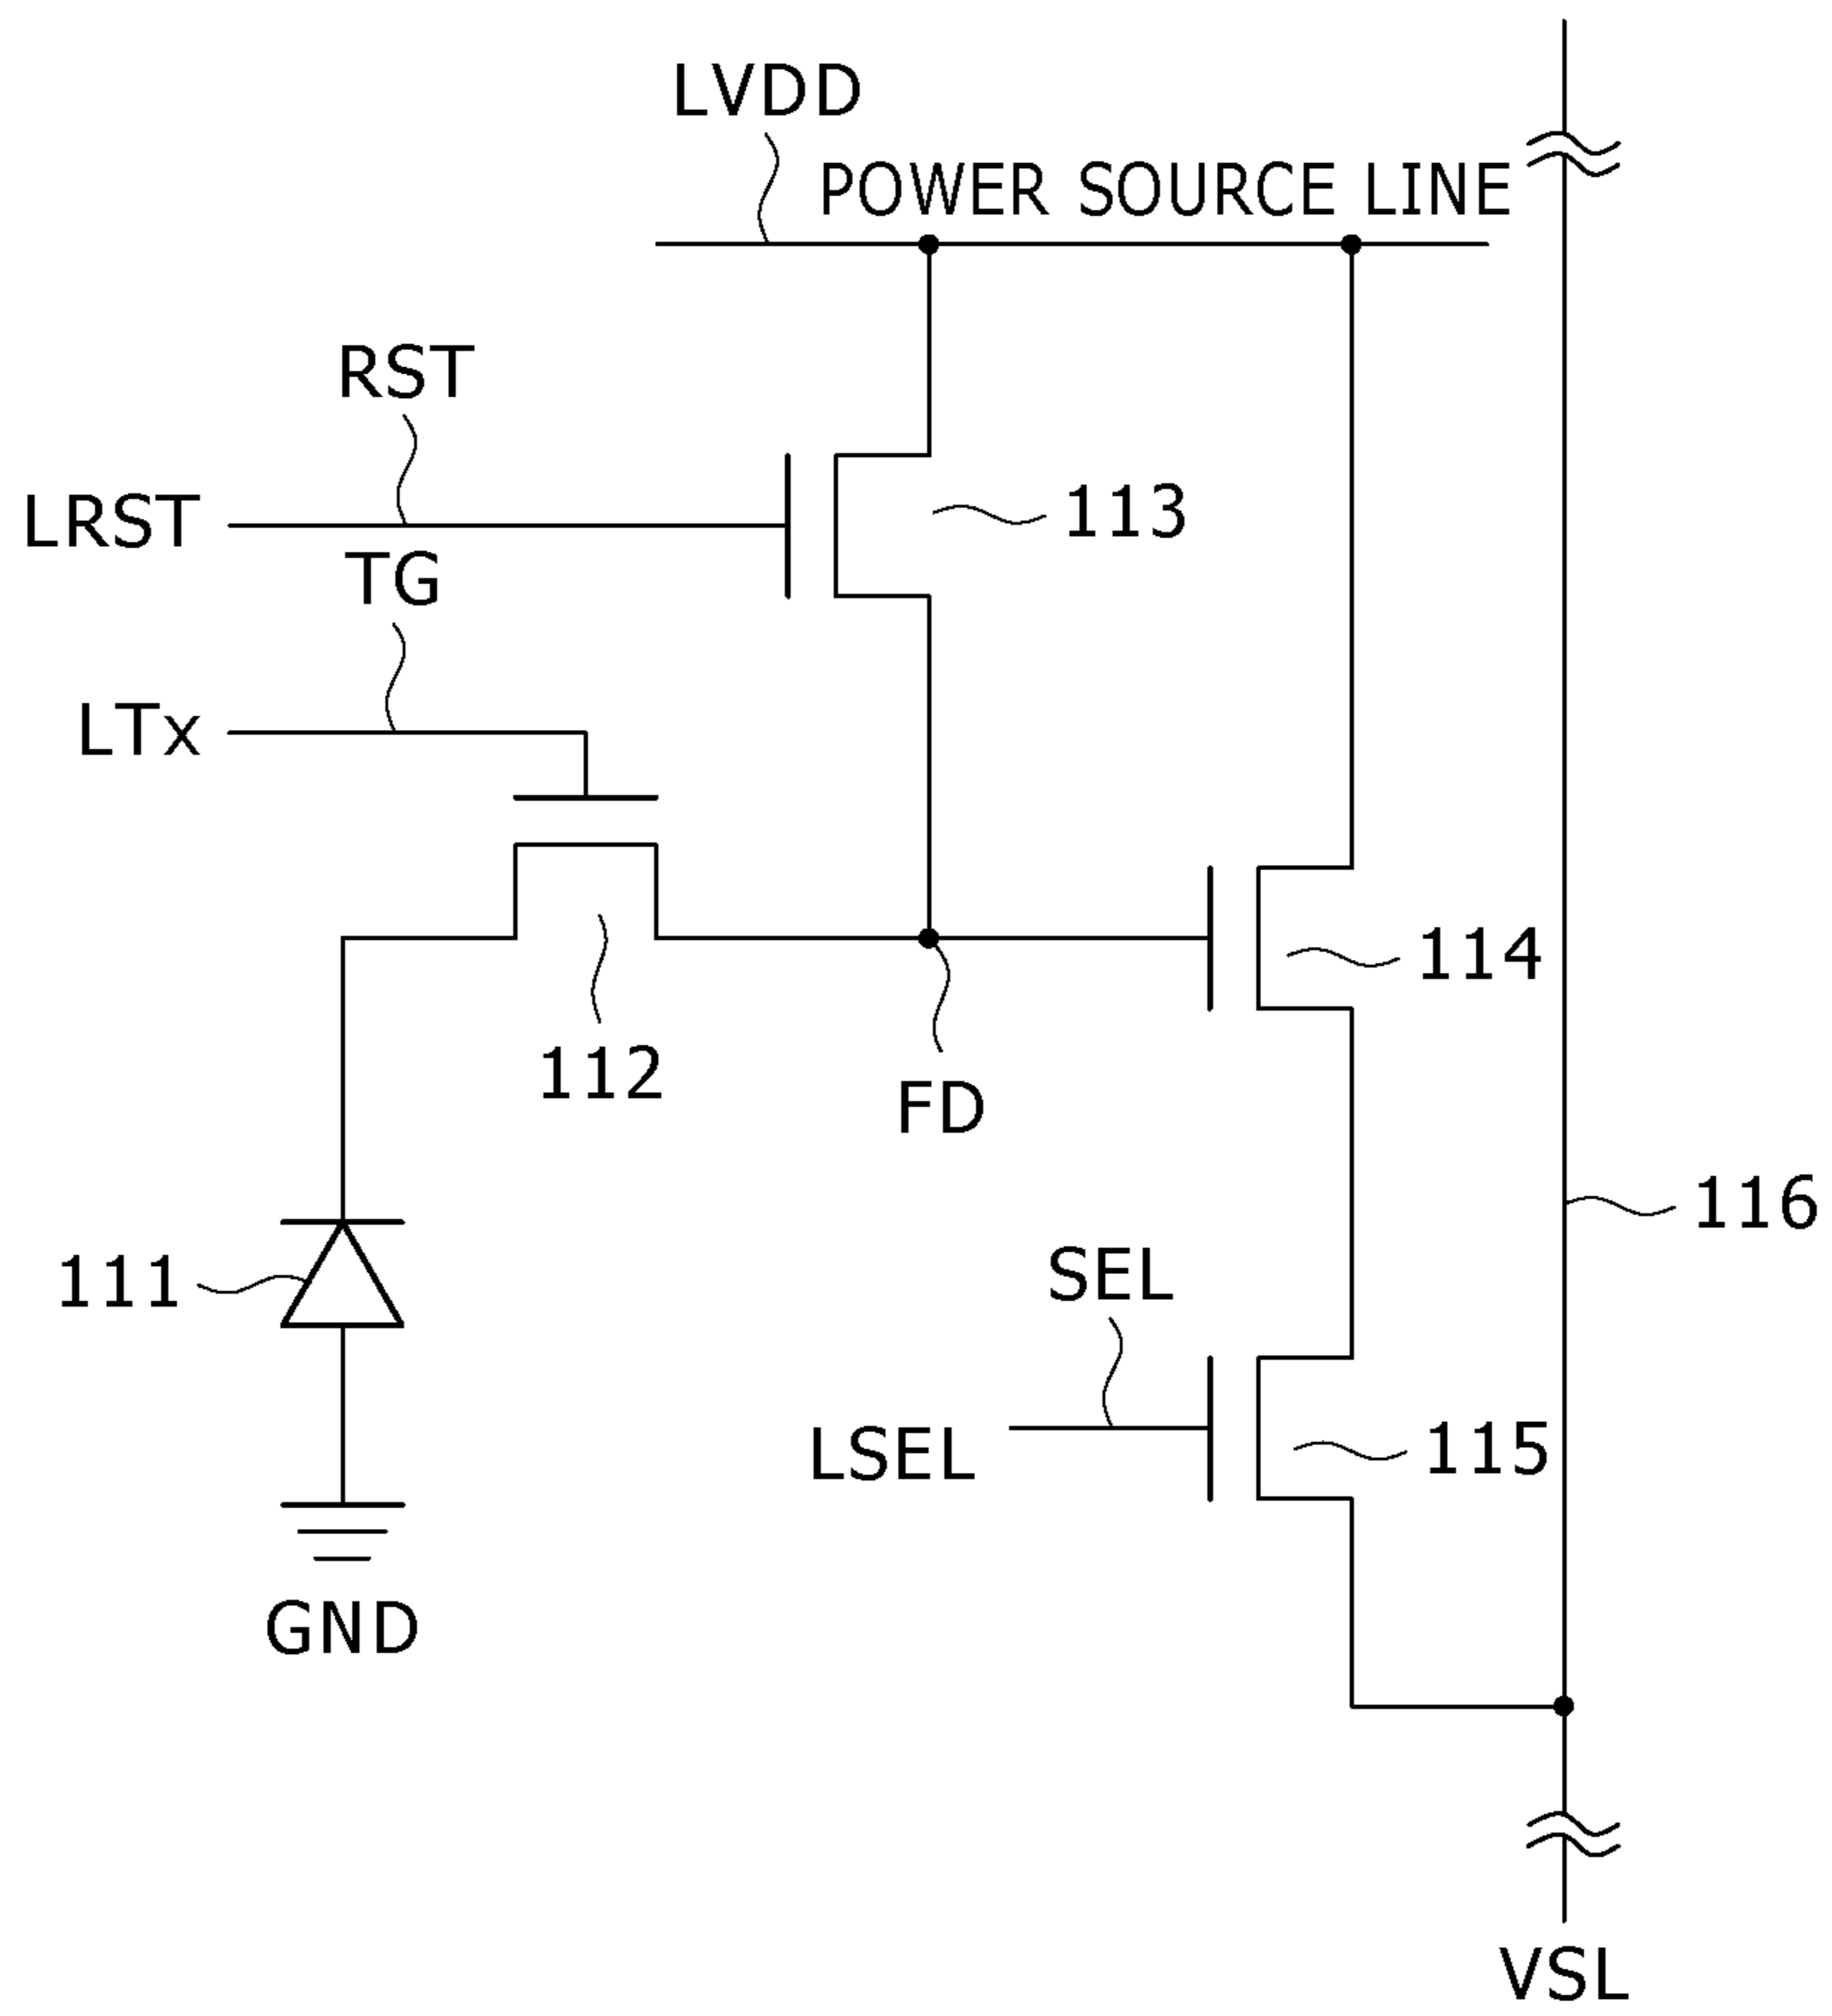 LVDD
POWER SOURCE LINE
RST
LRST
113
TG
LTx
114
112
FD
116
111
SEL
LSEL
115
GND
VSL